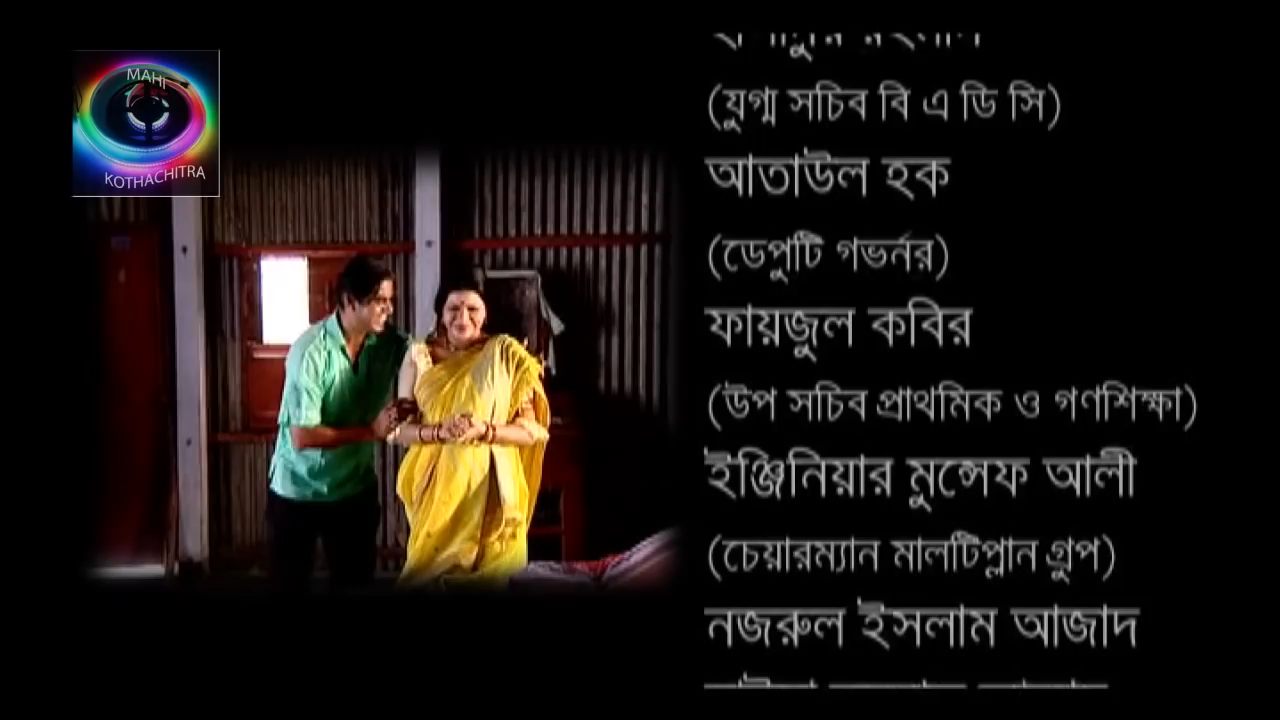 MAHI
KOTHACHITRA
(যুগ্ম সচিব বি এ ডি সি)
আতাউল হক
(ডেপুটি গভর্নর)
ফায়জুল কবির
(উপ সচিব প্রাথমিক ও গণশিক্ষা)
ইঞ্জিনিয়ার মুন্সেফ আলী
(চেয়ারম্যান মালটিপ্লান গ্রুপ)
নজরুল ইসলাম আজাদ